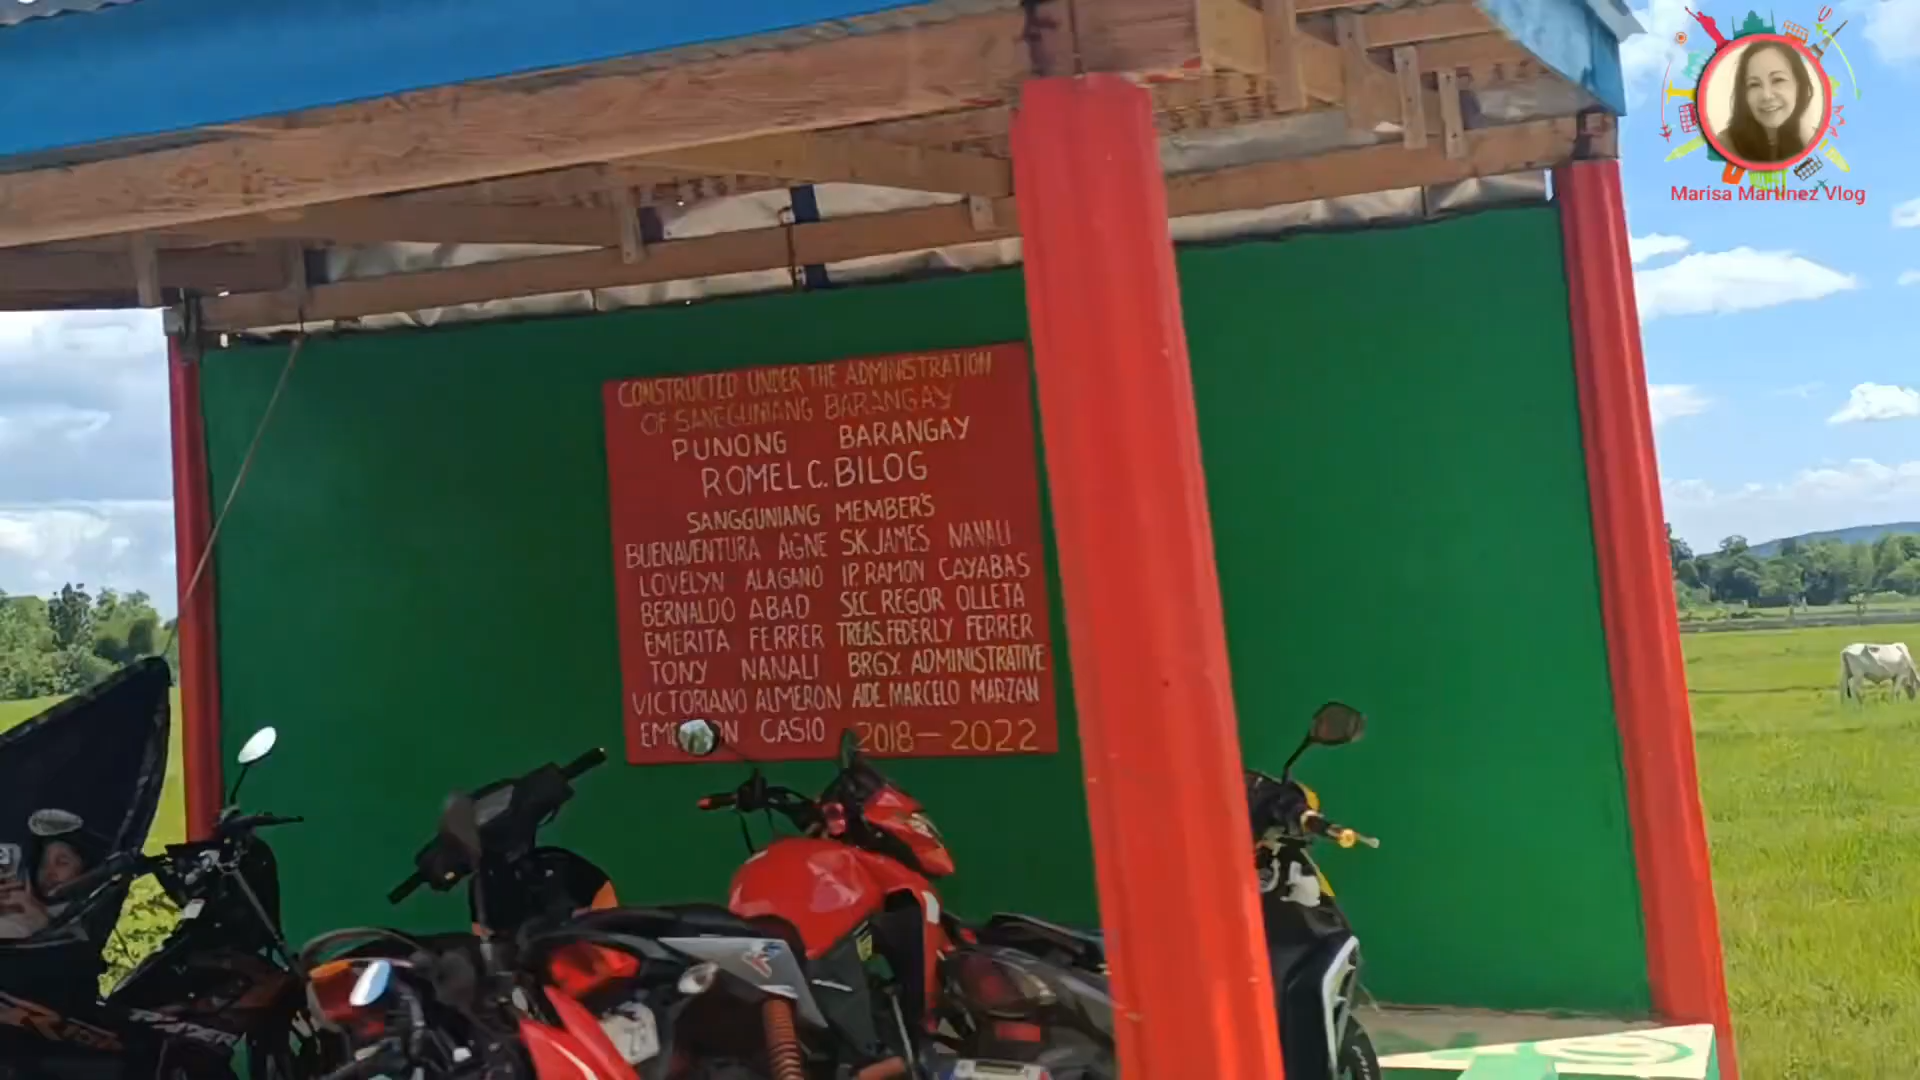 CONSTRUCTED UNDER THE ADMINISTRATION
OF SANGGUNIANG BARANGAY
PUNONG BARANGAY
ROMEL C. BILOG
SANGGUNIANG MEMBER'S
BUENAVENTURA AGNE SK JAMES NANALI
LOVELYN ALAGANO IP. RAMON CAYABAS
BERNALDO ABAD SEC REGOR OLLETA
EMERITA FERRER TREAS. FEDERLY FERRER
TONY NANALI BRGY. ADMINISTRATIVE
VICTORIANO ALMERON AIDE. MARCELO MARZAN
CASIO 2018-2022
Marisa Martinez Vlog